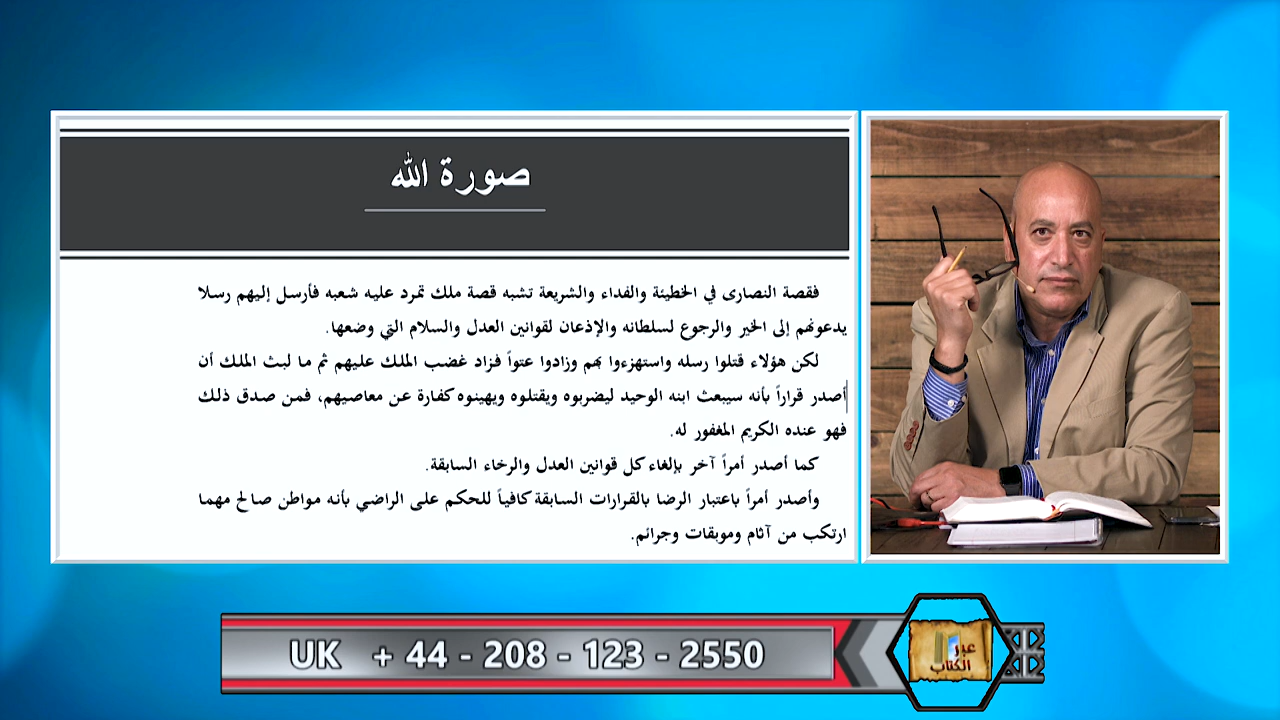 صورة الله
فقصة النصارى في الخطيئة والفداء والشريعة تشبه قصة ملك تمرد عليه شعبه فأرسل إليهم رسلا
يدعوهم إلى الخير والرجوع لسلطانه والإذعان لقوانين العدل والسلام التي وضعها.
لكن هؤلاء قتلوا رسله واستهزءوا بهم وزادوا عتواً فزاد غضب الملك عليهم ثم ما لبث الملك أن
أصدر قراراً بأنه سيبعث ابنه الوحيد ليضربوه ويقتلوه ويهينوه كفارة عن معاصيهم، فمن صدق ذلك
فهو عنده الكريم المغفور له.
كما أصدر أمراً آخر بإلغاء كل قوانين العدل والرخاء السابقة.
وأصدر أمراً باعتبار الرضا بالقرارات السابقة كافياً للحكم على الراضي بأنه مواطن صالح مهما
ارتكب من آثام وموبقات وجرائم.
UK + 44 - 208 - 123 - 2550
عبر
الكتاب